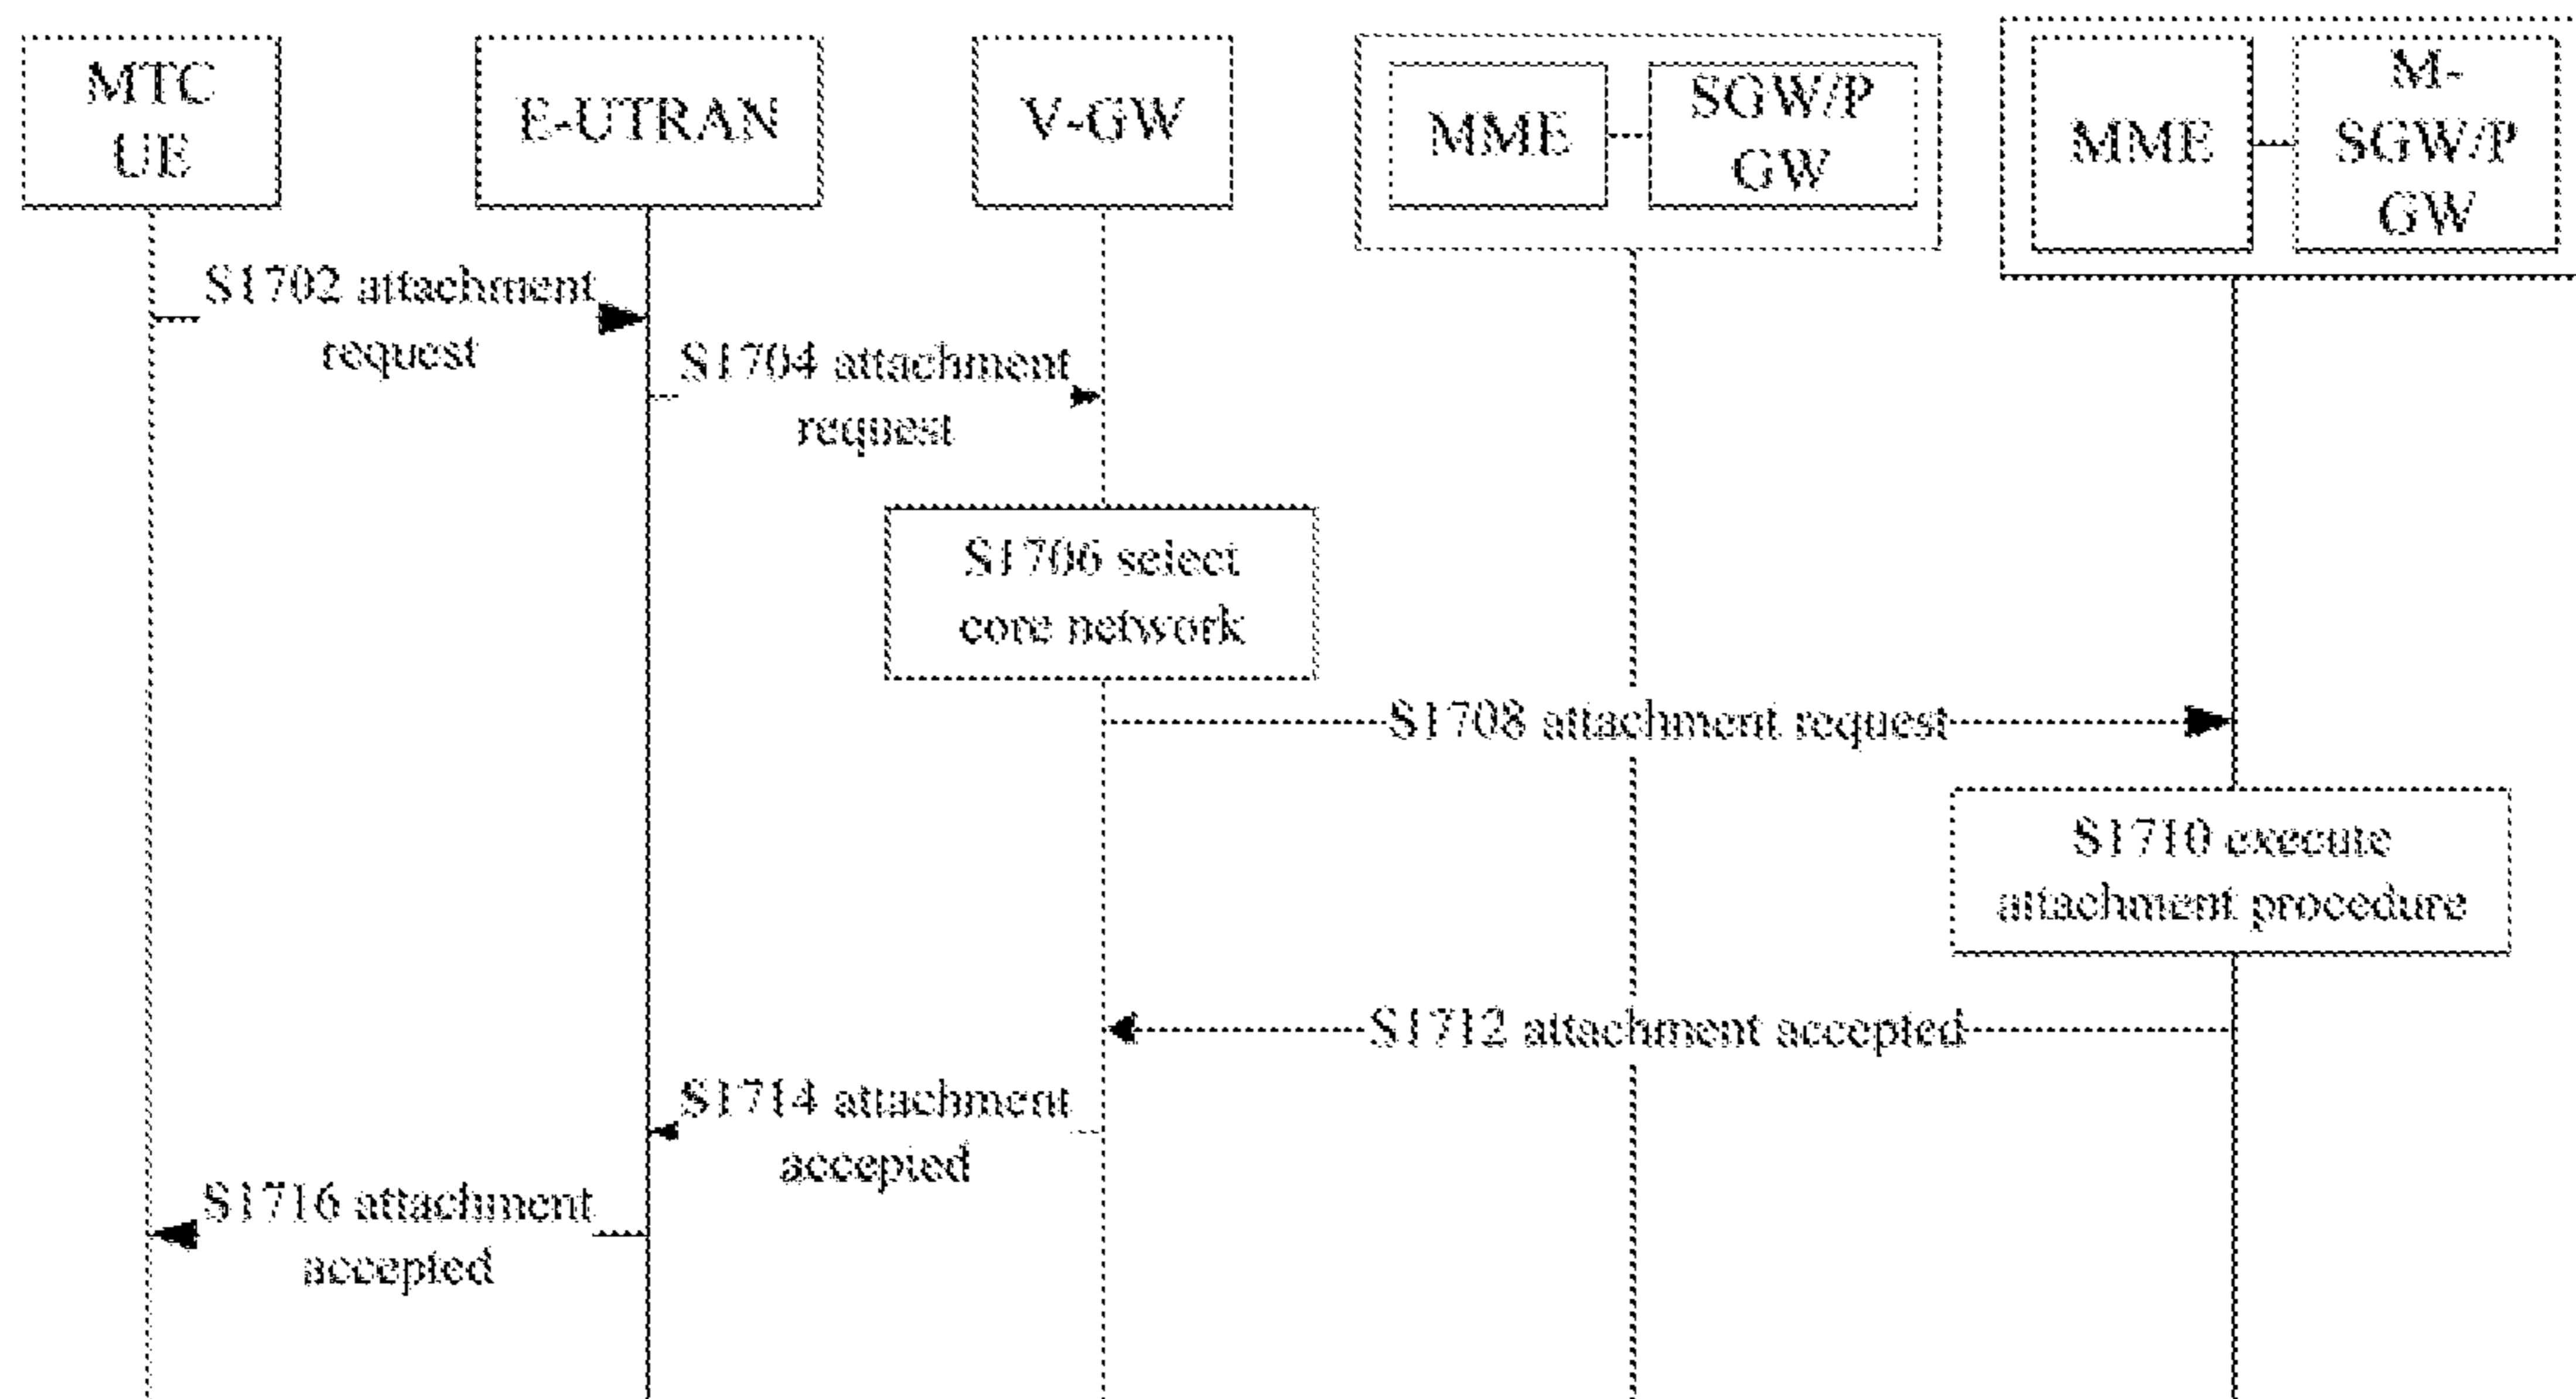 MTC
UE
E-UTRAN
V-GW
MME
SGW/P
GW
MME
M-
SGW/P
GW
S1702 attachment
request
S1704 attachment
request
S1706 select
core network
S1708 attachment request
S1710 execute
attachment procedure
S1712 attachment accepted
S1714 attachment
accepted
S1716 attachment
accepted